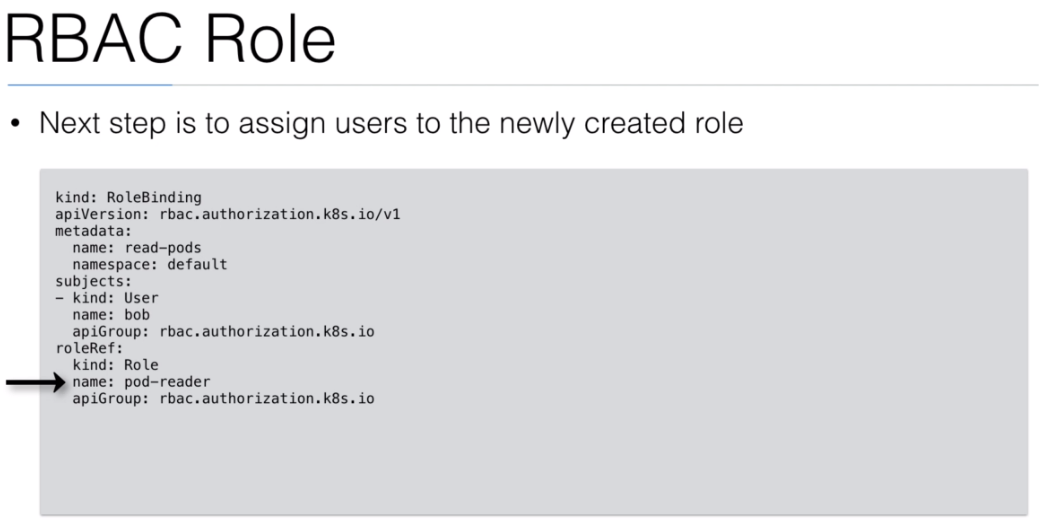 RBAC Role
• Next step is to assign users to the newly created role
kind: RoleBinding
apiVersion: rbac.authorization.k8s.io/v1
metadata:
  name: read-pods
  namespace: default
subjects:
- kind: User
  name: bob
  apiGroup: rbac.authorization.k8s.io
roleRef:
  kind: Role
  name: pod-reader
  apiGroup: rbac.authorization.k8s.io